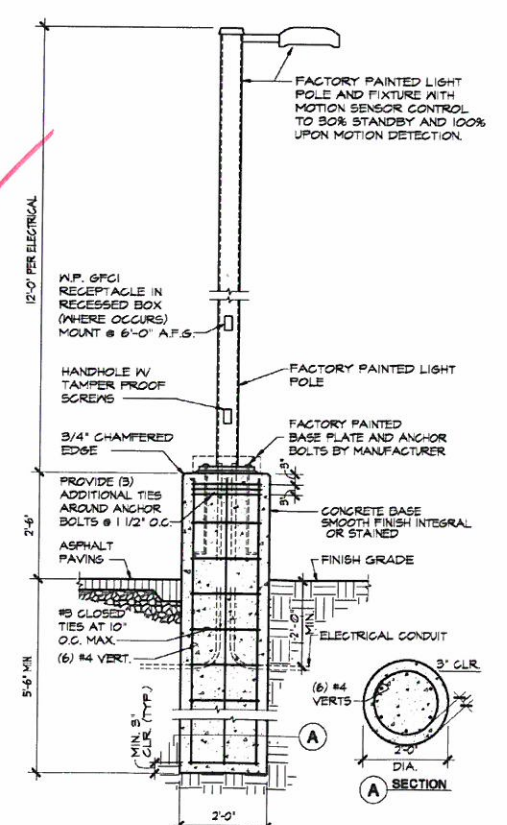 FACTORY PAINTED LIGHT
POLE AND FIXTURE WITH
MOTION SENSOR CONTROL
TO 30% STANDBY AND 100%
UPON MOTION DETECTION.
12'-0" PER ELECTRICAL
W.P. GFCI
RECEPTACLE IN
RECESSED BOX
(WHERE OCCURS)
MOUNT @ 6'-0" A.F.G.
HANDHOLE W/
TAMPER PROOF
SCREWS
FACTORY PAINTED LIGHT
POLE
3/4" CHAMFERED
EDGE
FACTORY PAINTED
BASE PLATE AND ANCHOR
BOLTS BY MANUFACTURER
3"
3"
PROVIDE (3)
ADDITIONAL TIES
AROUND ANCHOR
BOLTS @ 1 1/2" O.C.
2'-6"
CONCRETE BASE
SMOOTH FINISH INTEGRAL
OR STAINED
ASPHALT
PAVING
FINISH GRADE
#3 CLOSED
TIES AT 10"
O.C. MAX.
(6) #4 VERT.
2'-0"
MIN.
ELECTRICAL CONDUIT
5'-6" MIN
MIN. 3"
CLR. (TYP.)
A
2'-0"
3" CLR.
(6) #4
VERTS
2'-0"
DIA.
A SECTION